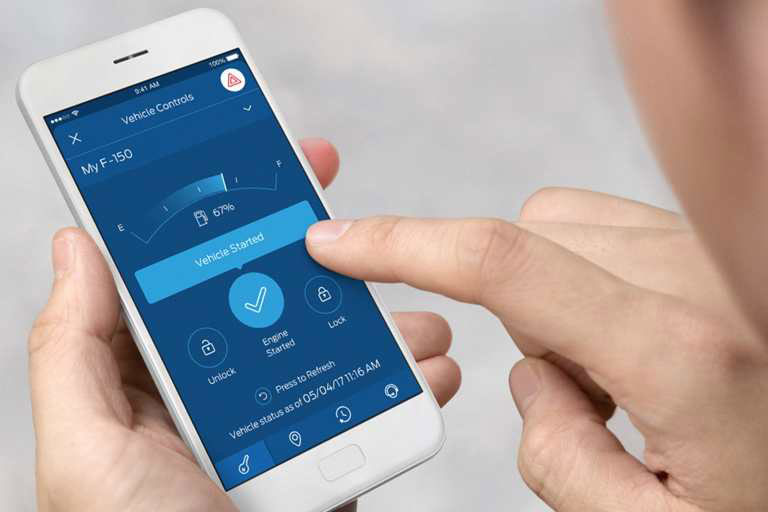 9:41 AM
100%
Vehicle Controls
My F-150
E
F
67%
Vehicle Started
Engine
Started
Unlock
Lock
Press to Refresh
Vehicle status as of 05/04/17 11:16 AM